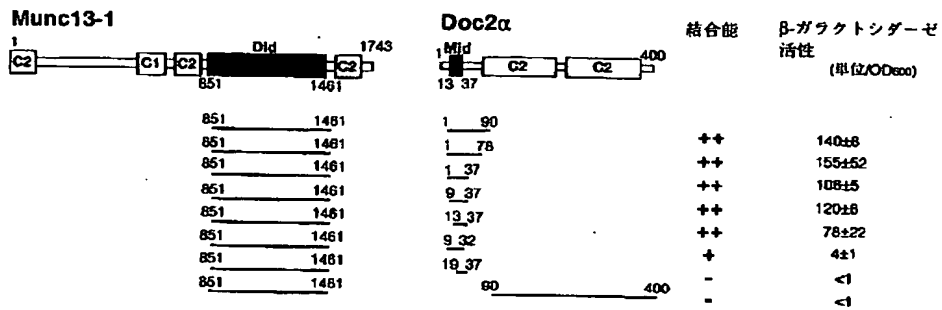 Munc13-1 Doc2α 結合能 β-ガラクトシダーゼ
活性
(単位/OD600)
1 Did 1743 1 Mid 400
C2 C1 C2 C2 C2 C2
851 1461 13 37
851 1461 1 90 ++ 140±8
851 1461 1 78 ++ 155±52
851 1461 1 37 ++ 108±5
851 1461 9 37 ++ 120±6
851 1461 13 37 ++ 78±22
851 1461 9 32 + 4±1
851 1461 19 37 - <1
851 1461 90 400 - <1